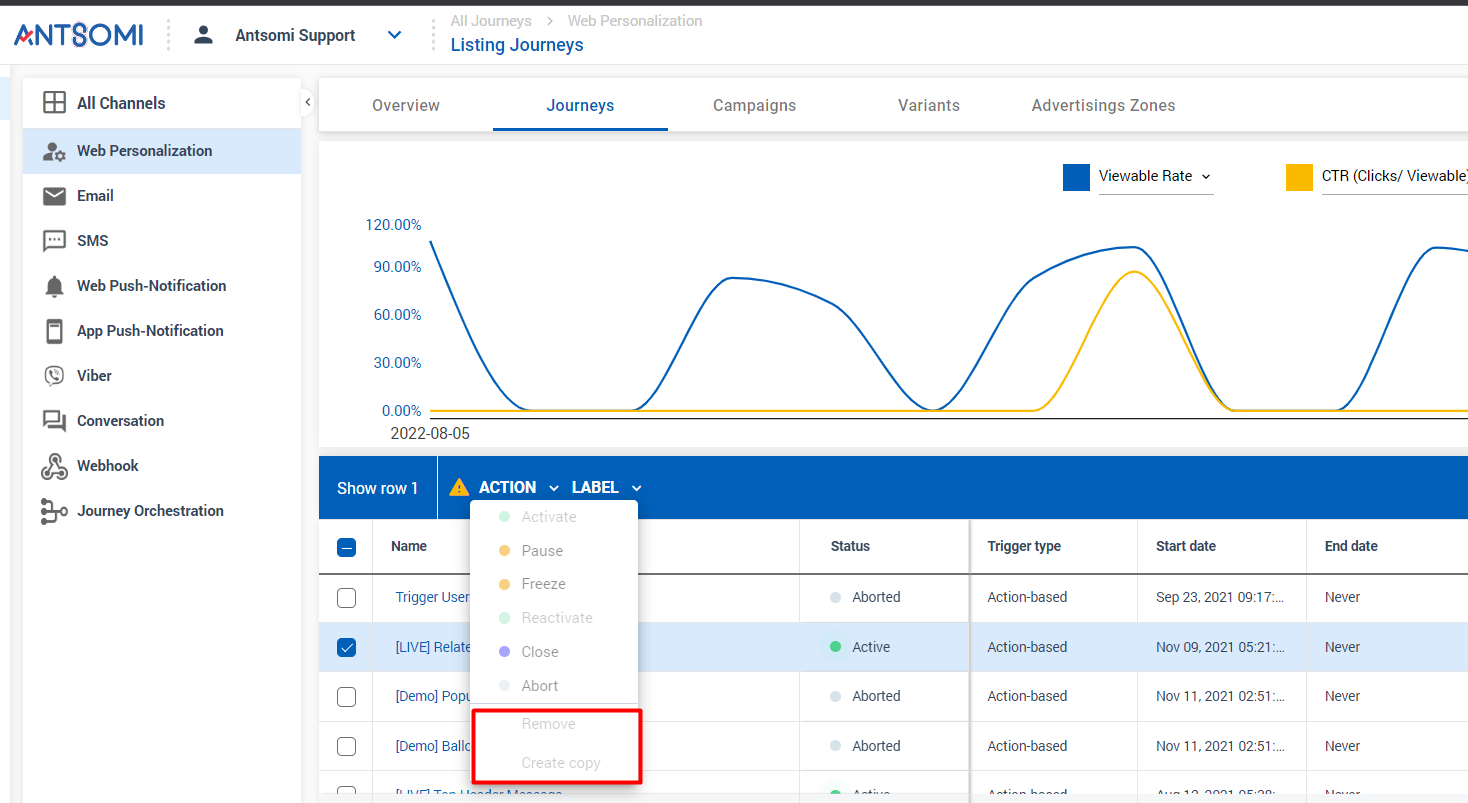 ANTSOMI
Antsomi Support
All Journeys > Web Personalization
Listing Journeys
All Channels
Web Personalization
Email
SMS
Web Push-Notification
App Push-Notification
Viber
Conversation
Webhook
Journey Orchestration
Overview
Journeys
Campaigns
Variants
Advertisings Zones
Viewable Rate
CTR (Clicks/ Viewable)
120.00%
90.00%
60.00%
30.00%
0.00%
2022-08-05
Show row 1
ACTION
LABEL
Activate
Pause
Freeze
Reactivate
Close
Abort
Remove
Create copy
Name Status Trigger type Start date End date
Trigger User Aborted Action-based Sep 23, 2021 09:17:... Never
[LIVE] Relate Active Action-based Nov 09, 2021 05:21:... Never
[Demo] Popu Aborted Action-based Nov 11, 2021 02:51:... Never
[Demo] Ballo Aborted Action-based Nov 11, 2021 02:51:... Never
[LIVE] Top Header Message Active Action-based Never